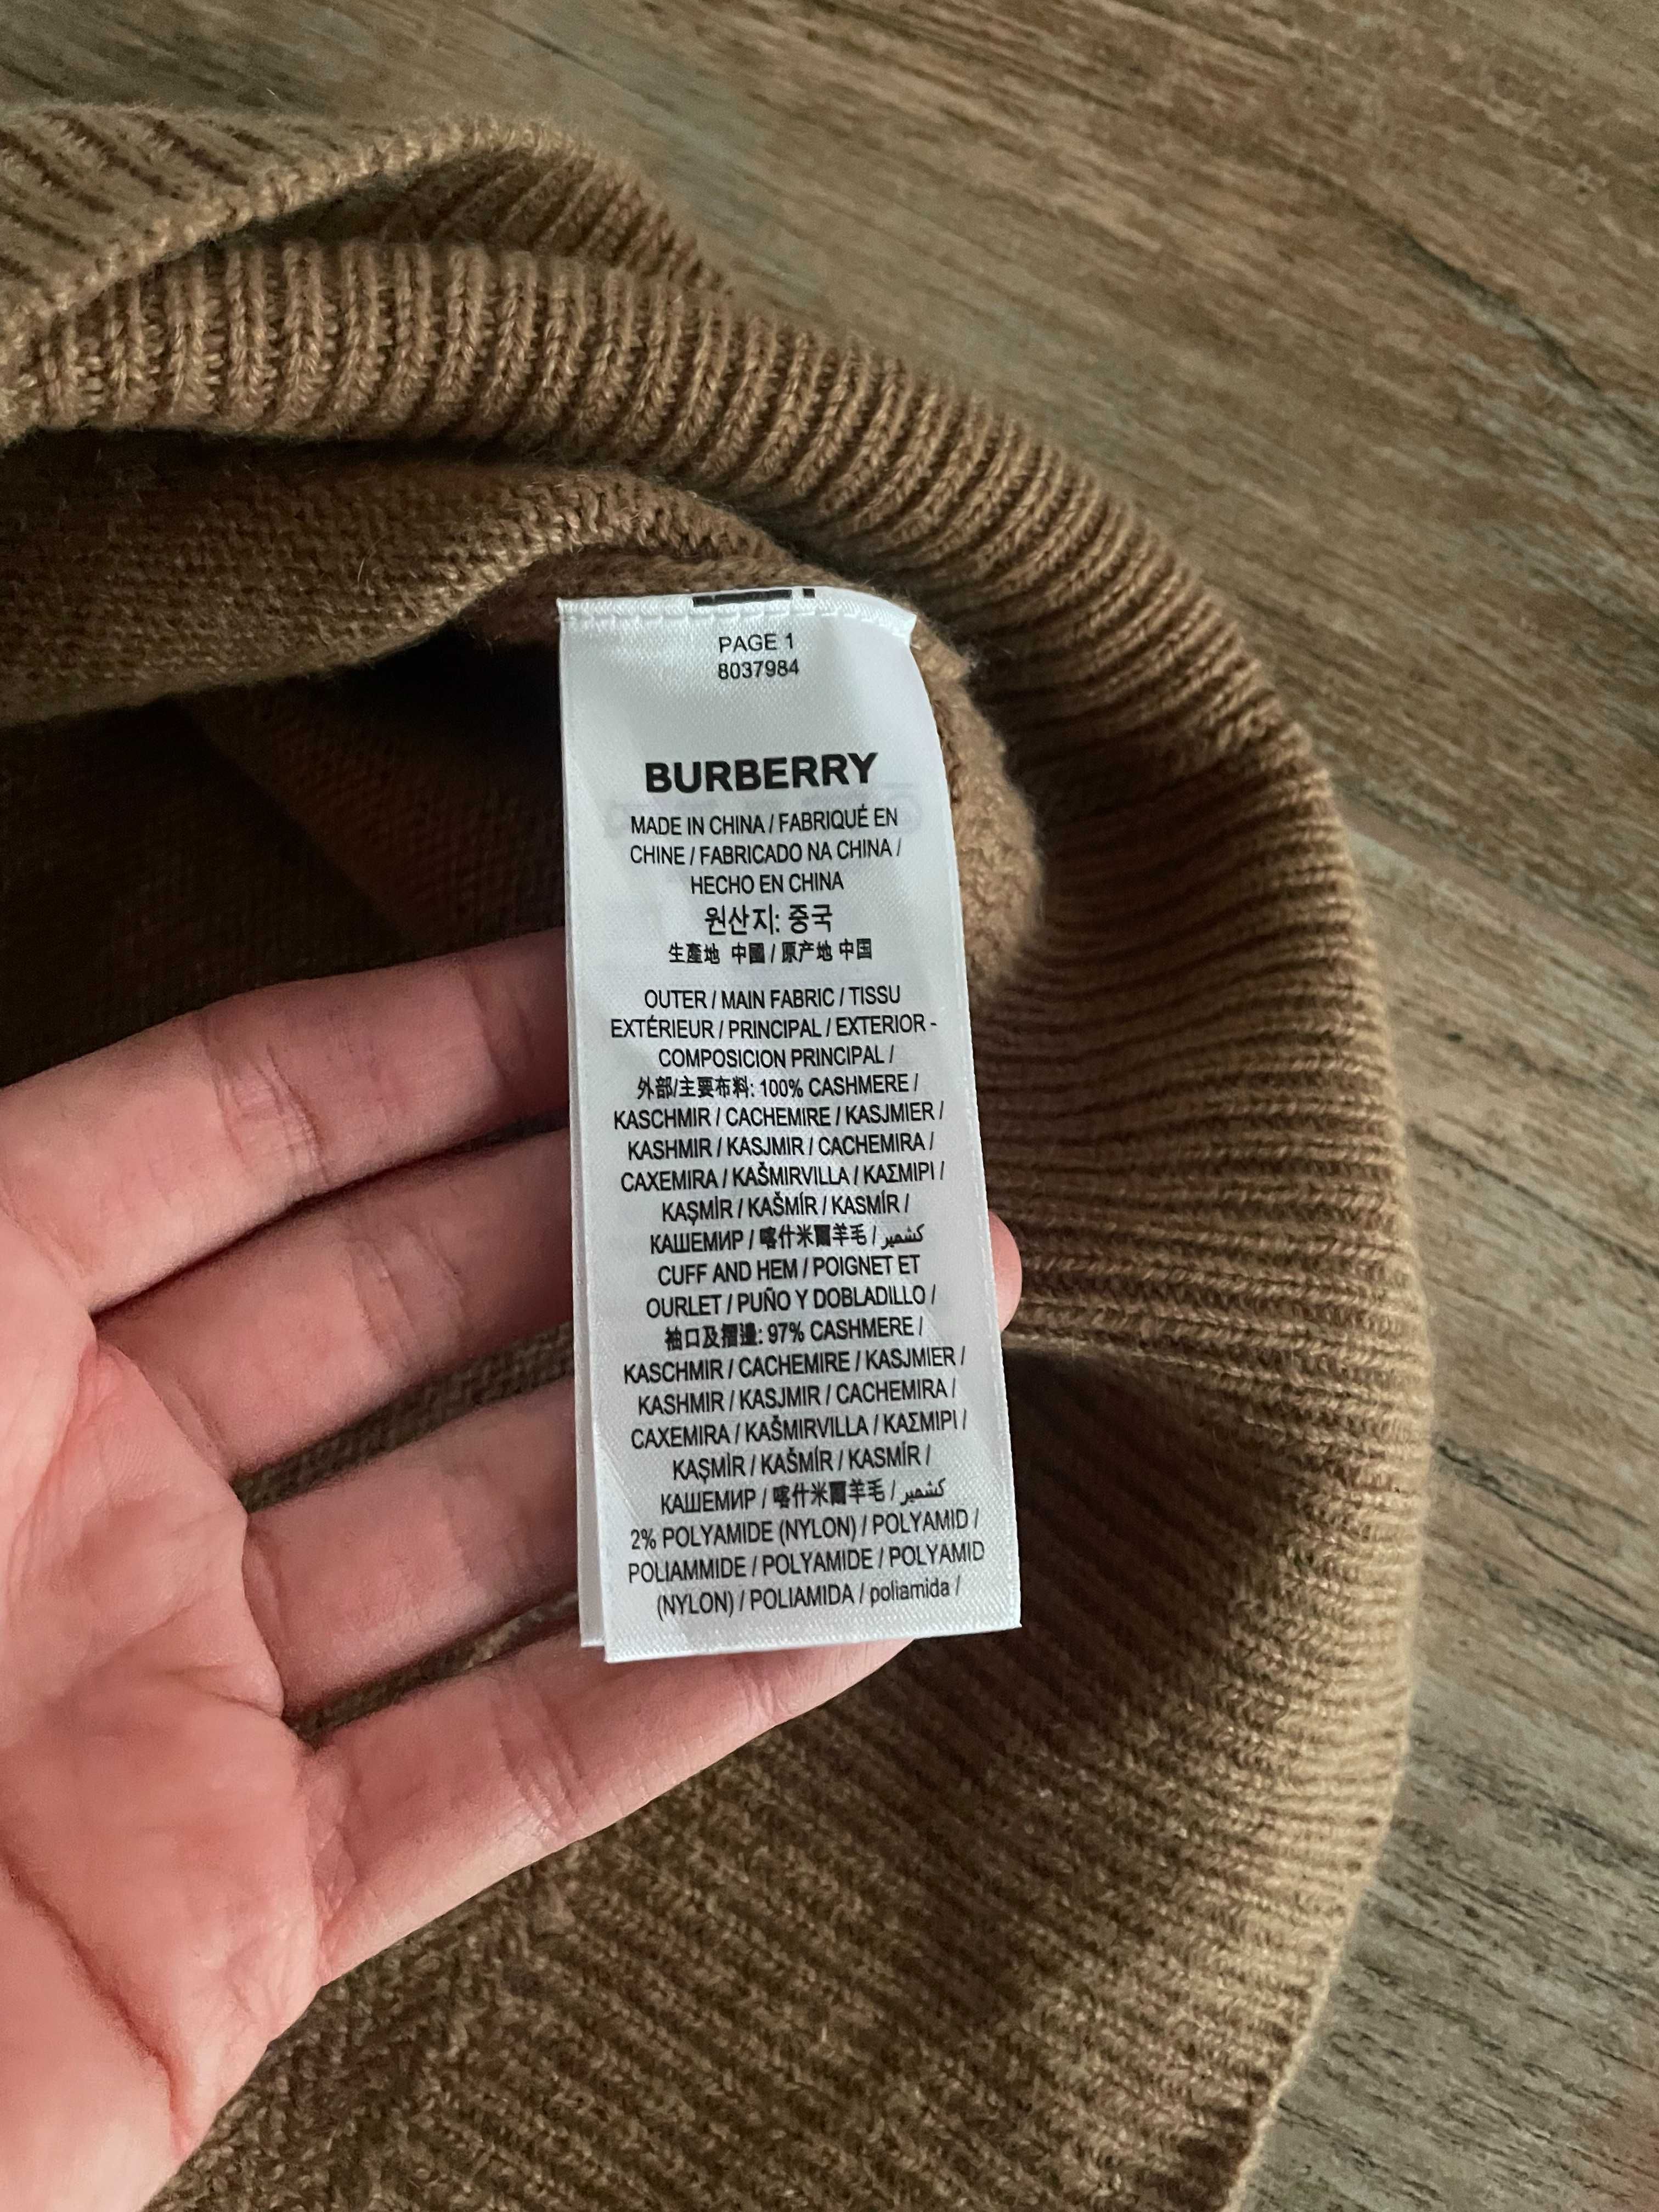 PAGE 1
8037984
BURBERRY
MADE IN CHINA / FABRIQUÉ EN
CHINE / FABRICADO NA CHINA /
HECHO EN CHINA
원산지: 중국
生產地 中國 / 原产地 中国
OUTER / MAIN FABRIC / TISSU
EXTÉRIEUR / PRINCIPAL / EXTERIOR -
COMPOSICION PRINCIPAL /
外部/主要布料: 100% CASHMERE /
KASCHMIR / CACHEMIRE / KASJMIER /
KASHMIR / KASJMIR / CACHEMIRA /
CAXEMIRA / KAŠMIRVILLA / ΚΑΣΜΙΡΙ /
KAŞMİR / KAŠMÍR / KASMÍR /
КАШЕМИР / 喀什米爾羊毛 / كشمير
CUFF AND HEM / POIGNET ET
OURLET / PUÑO Y DOBLADILLO /
袖口及摺邊: 97% CASHMERE /
KASCHMIR / CACHEMIRE / KASJMIER /
KASHMIR / KASJMIR / CACHEMIRA /
CAXEMIRA / KAŠMIRVILLA / ΚΑΣΜΙΡΙ /
KAŞMİR / KAŠMÍR / KASMÍR /
КАШЕМИР / 喀什米爾羊毛 / كشمير
2% POLYAMIDE (NYLON) / POLYAMID /
POLIAMMIDE / POLYAMIDE / POLYAMID
(NYLON) / POLIAMIDA / poliamida /